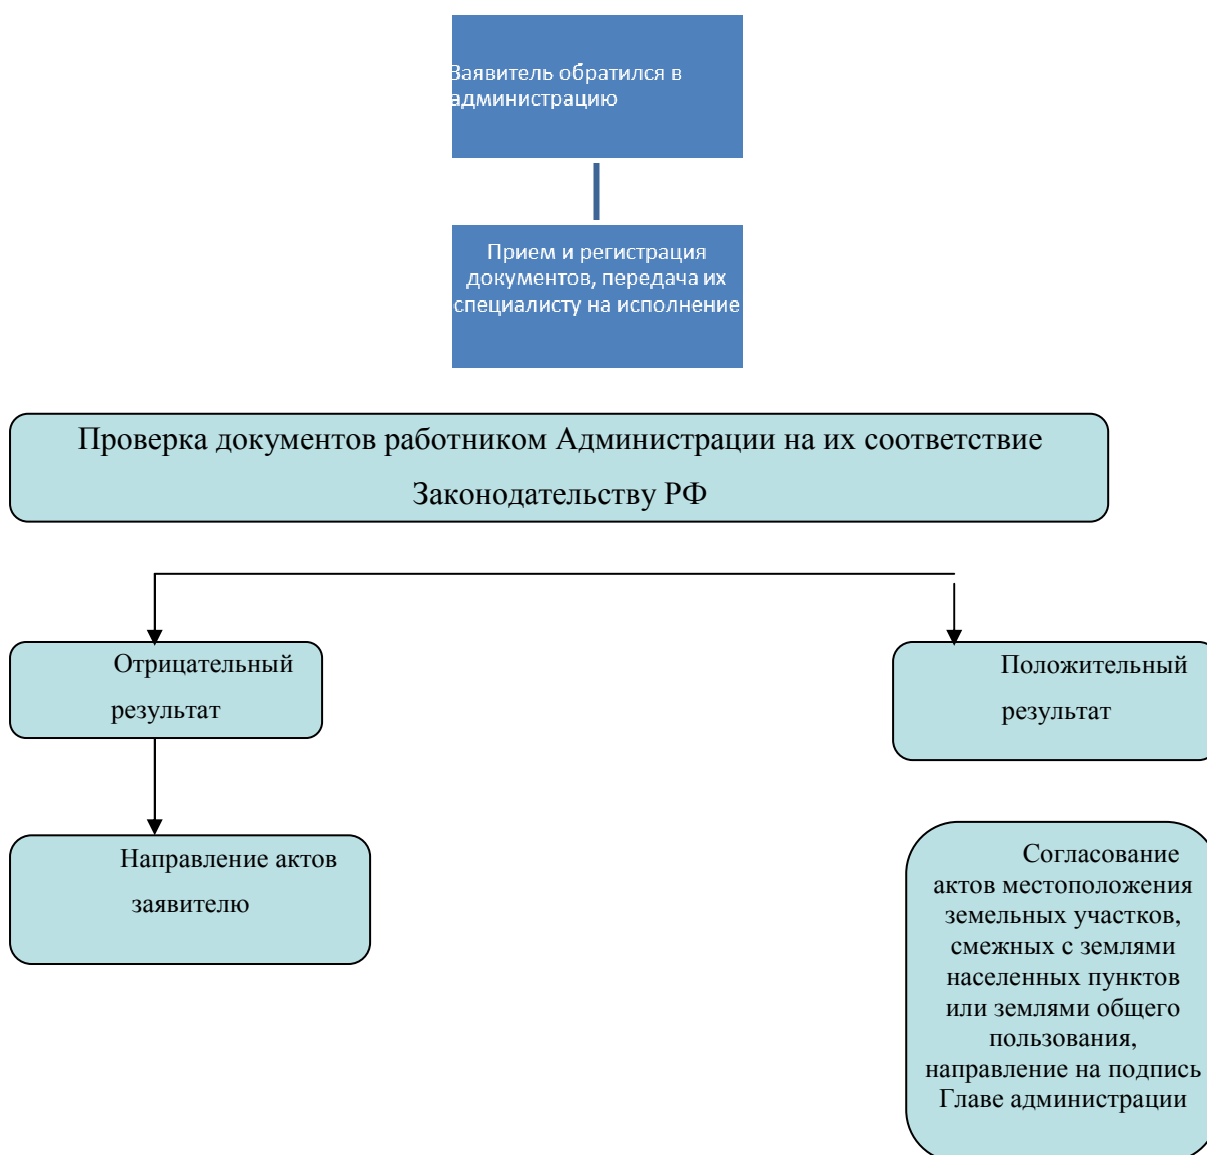 Заявитель обратился в
администрацию
Прием и регистрация
документов, передача их
специалисту на исполнение
Проверка документов работником Администрации на их соответствие
Законодательству РФ
Отрицательный
результат
Положительный
результат
Направление актов
заявителю
Согласование
актов местоположения
земельных участков,
смежных с землями
населенных пунктов
или землями общего
пользования,
направление на подпись
Главе администрации